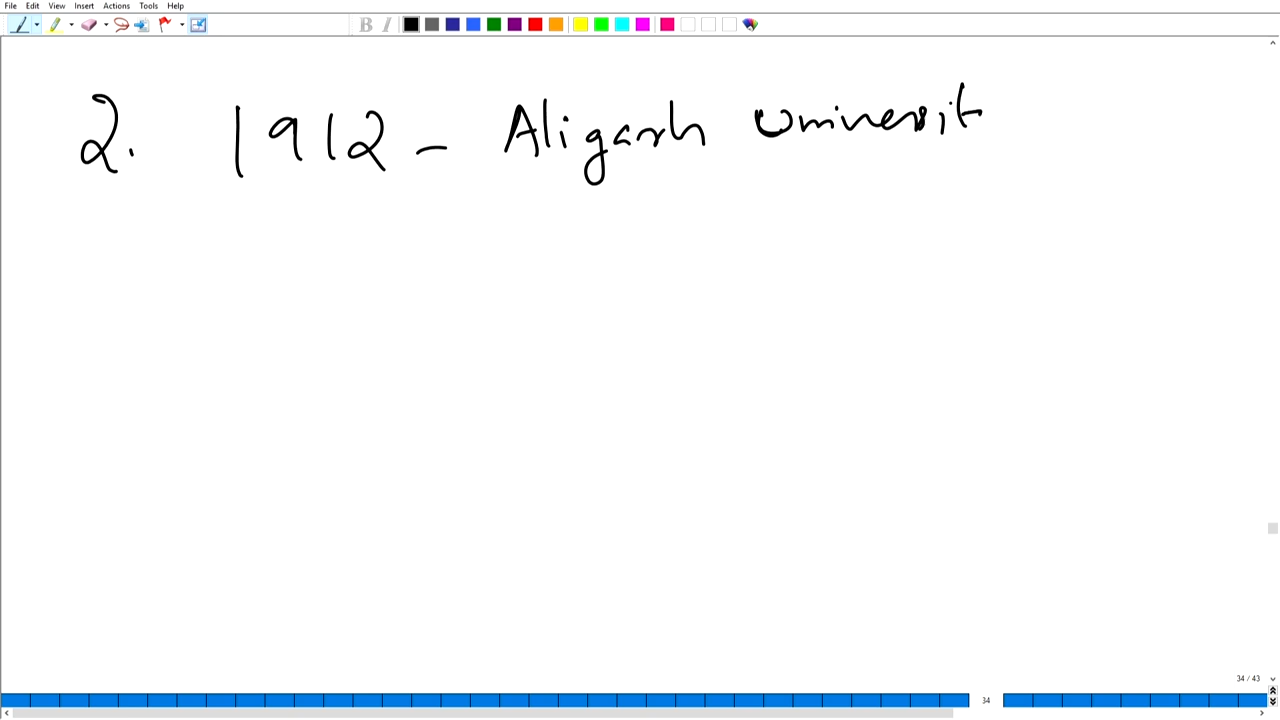 File Edit View Insert Actions Tools Help
B I
2. 1912 - Aligarh Universit
34 / 43
34